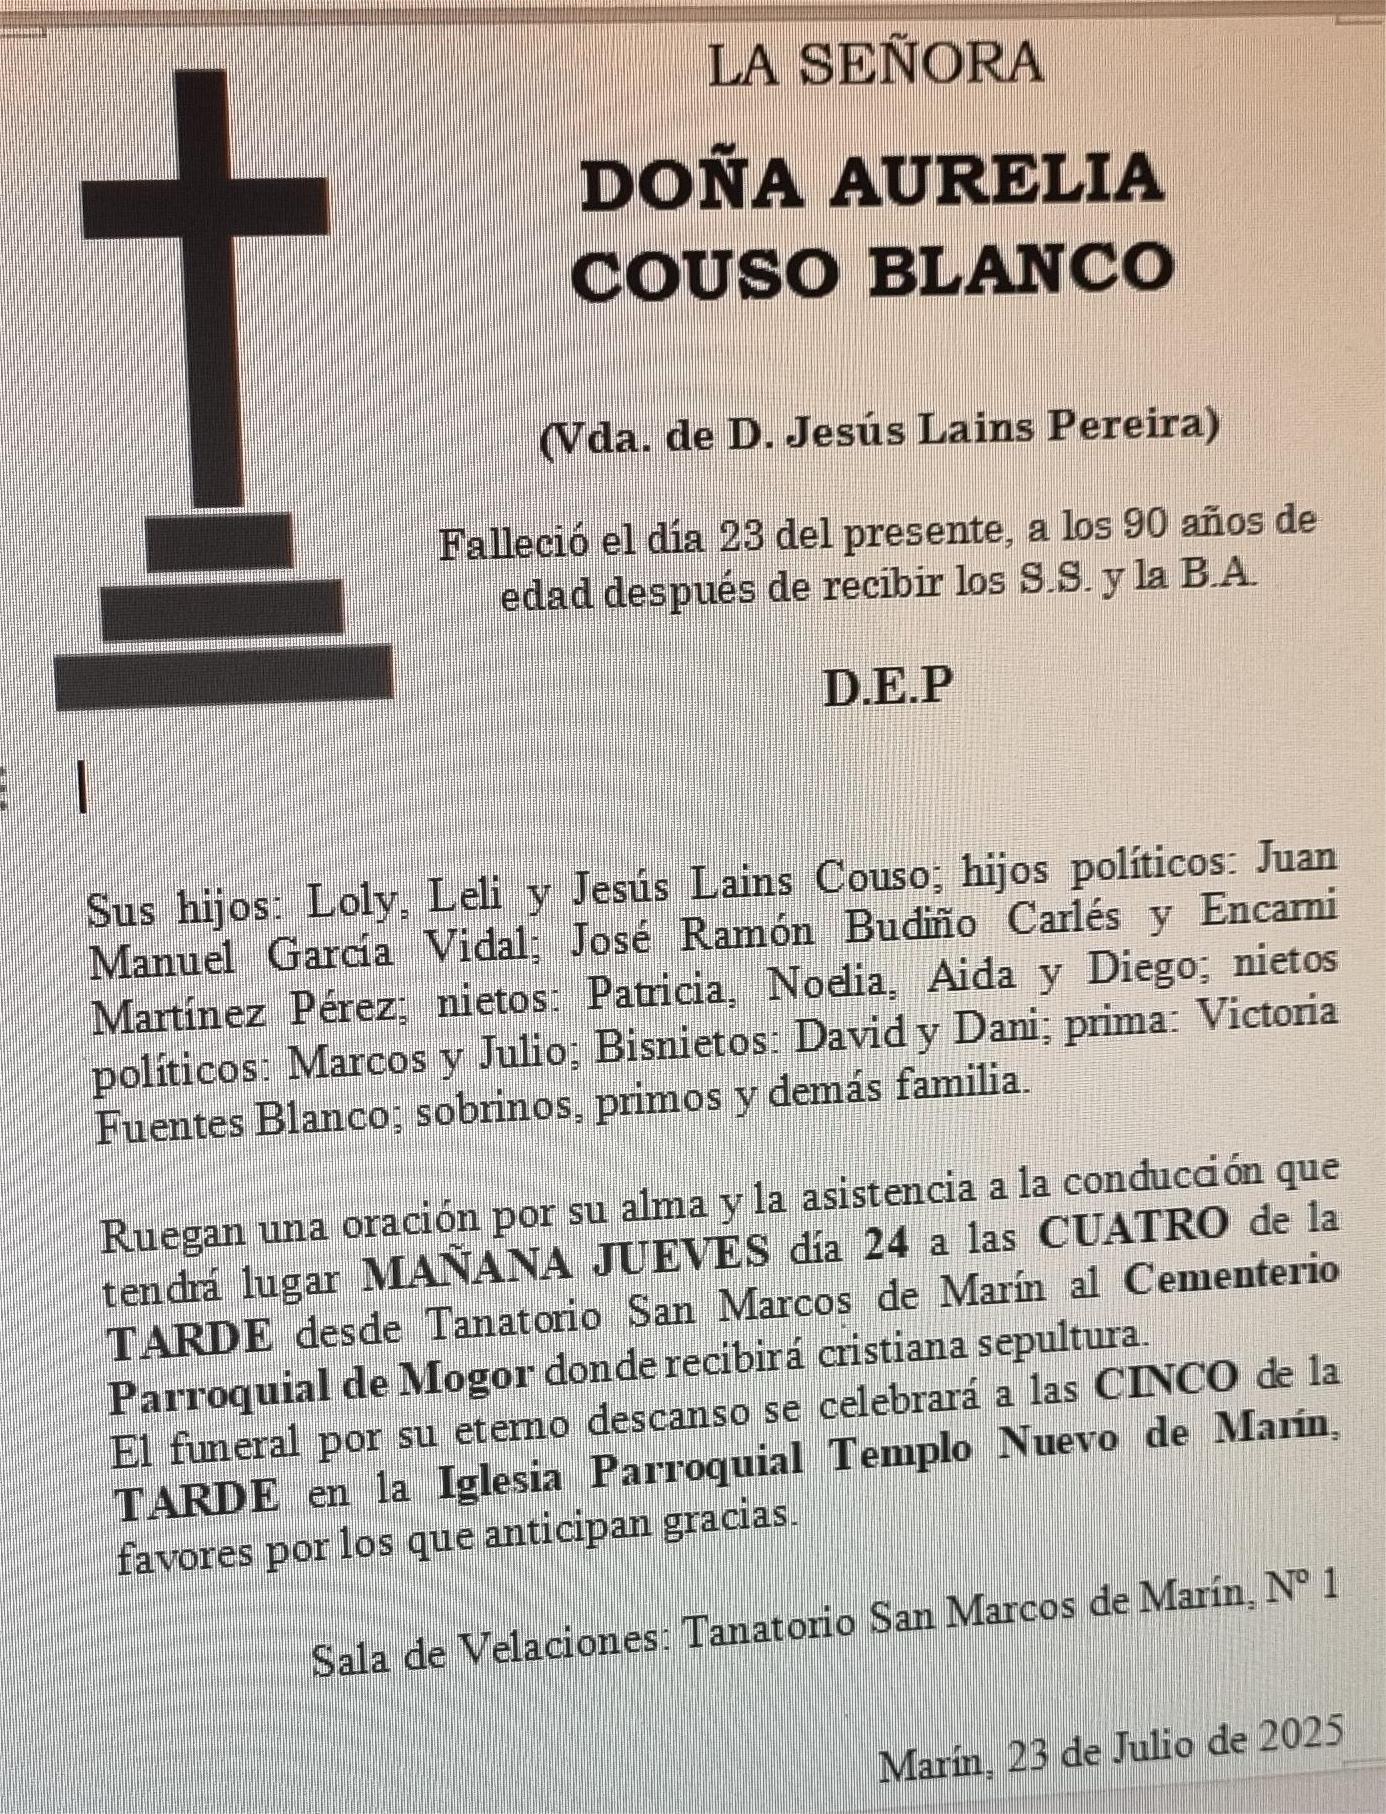 LA SEÑORA
DOÑA AURELIA
COUSO BLANCO
(Vda. de D. Jesús Lains Pereira)
Falleció el día 23 del presente, a los 90 años de
edad después de recibir los S.S. y la B.A.
D.E.P
Sus hijos: Loly, Leli y Jesús Lains Couso; hijos políticos: Juan
Manuel García Vidal; José Ramón Budiño Carlés y Encarni
Martínez Pérez; nietos: Patricia, Noelia, Aida y Diego; nietos
políticos: Marcos y Julio; Bisnietos: David y Dani; prima: Victoria
Fuentes Blanco; sobrinos, primos y demás familia.
Ruegan una oración por su alma y la asistencia a la conducción que
tendrá lugar MAÑANA JUEVES día 24 a las CUATRO de la
TARDE desde Tanatorio San Marcos de Marín al Cementerio
Parroquial de Mogor donde recibirá cristiana sepultura.
El funeral por su eterno descanso se celebrará a las CINCO de la
TARDE en la Iglesia Parroquial Templo Nuevo de Marín,
favores por los que anticipan gracias.
Sala de Velaciones: Tanatorio San Marcos de Marín, Nº 1
Marín, 23 de Julio de 2025